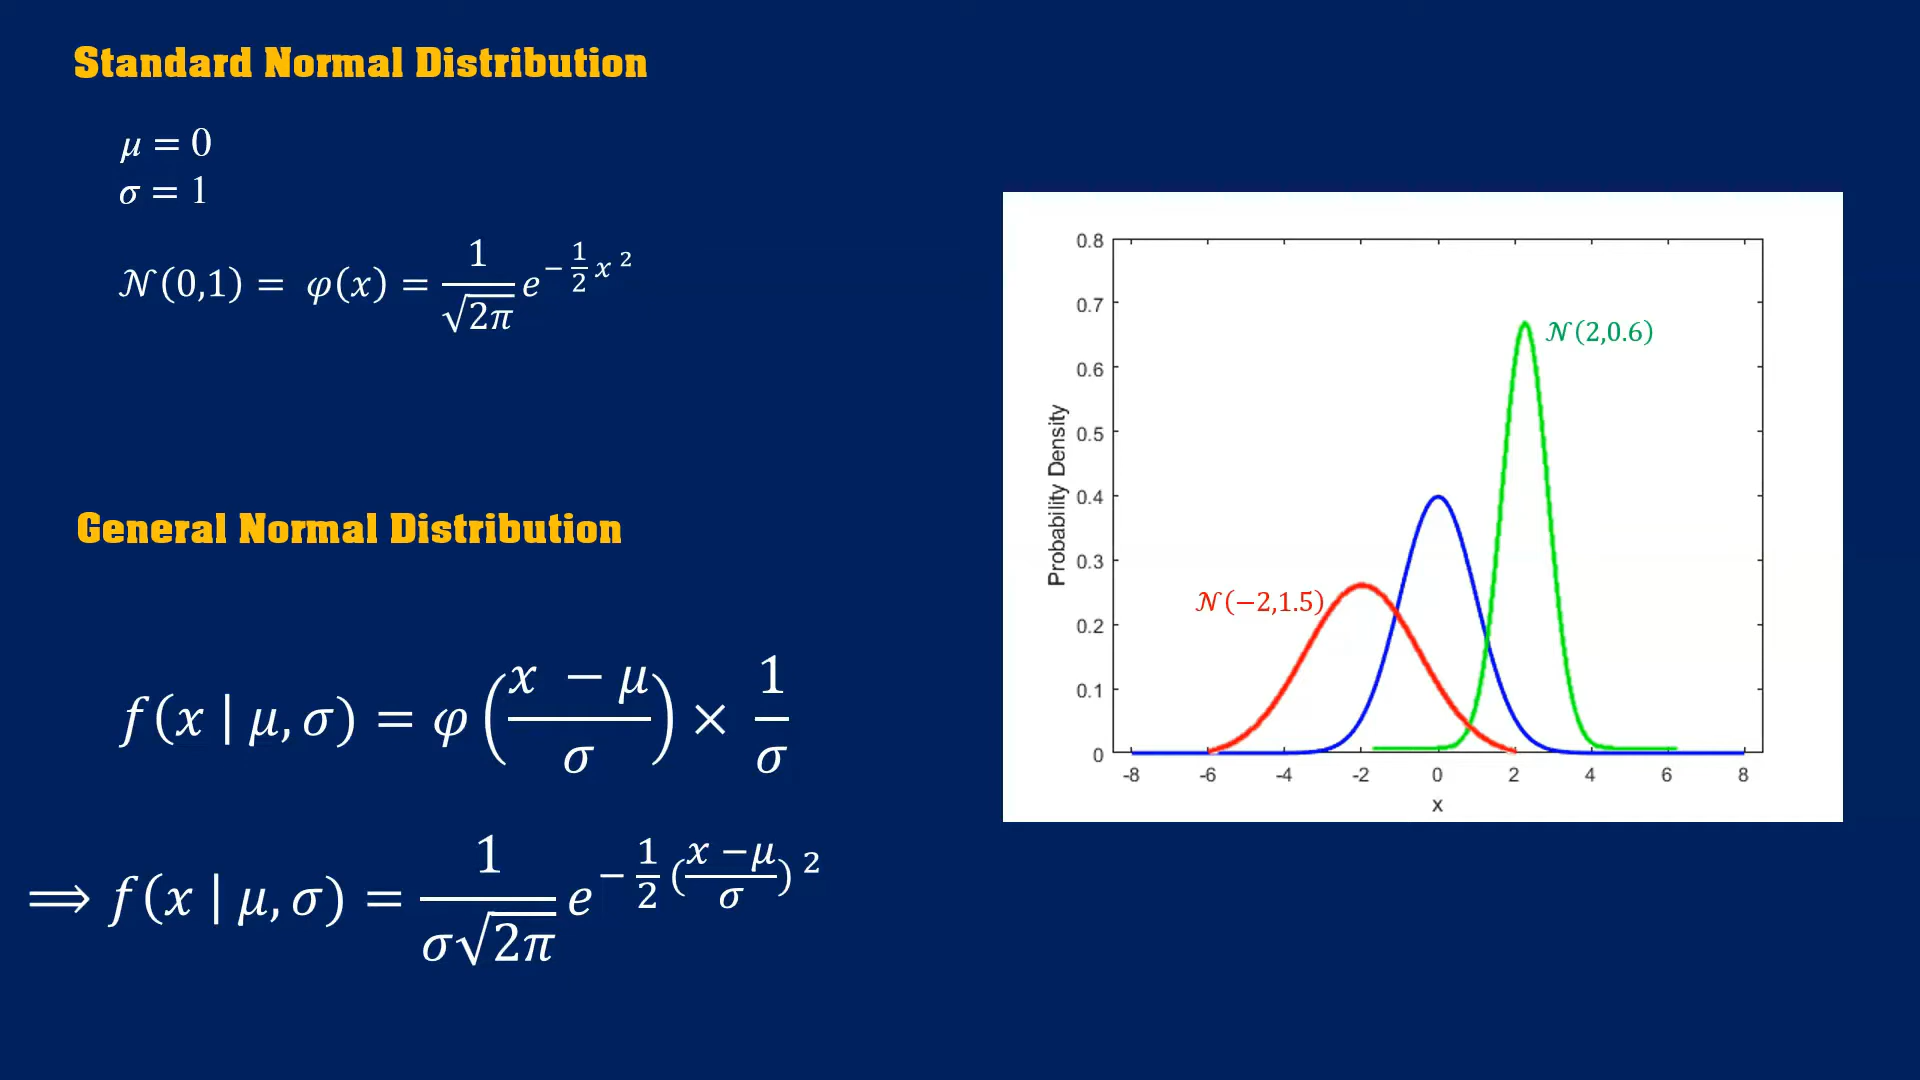 Standard Normal Distribution
μ = 0
σ = 1
𝒩(0,1) = φ(x) = 1/√2π e^(−1/2 x ²)
General Normal Distribution
f(x | μ, σ) = φ((x − μ)/σ) × 1/σ
⟹ f(x | μ, σ) = 1/(σ√2π) e^(−1/2 ((x − μ)/σ) ²)
0.8
0.7
𝒩(2,0.6)
0.6
0.5
0.4
0.3
𝒩(−2,1.5)
0.2
0.1
0
Probability Density
-8 -6 -4 -2 0 2 4 6 8
x